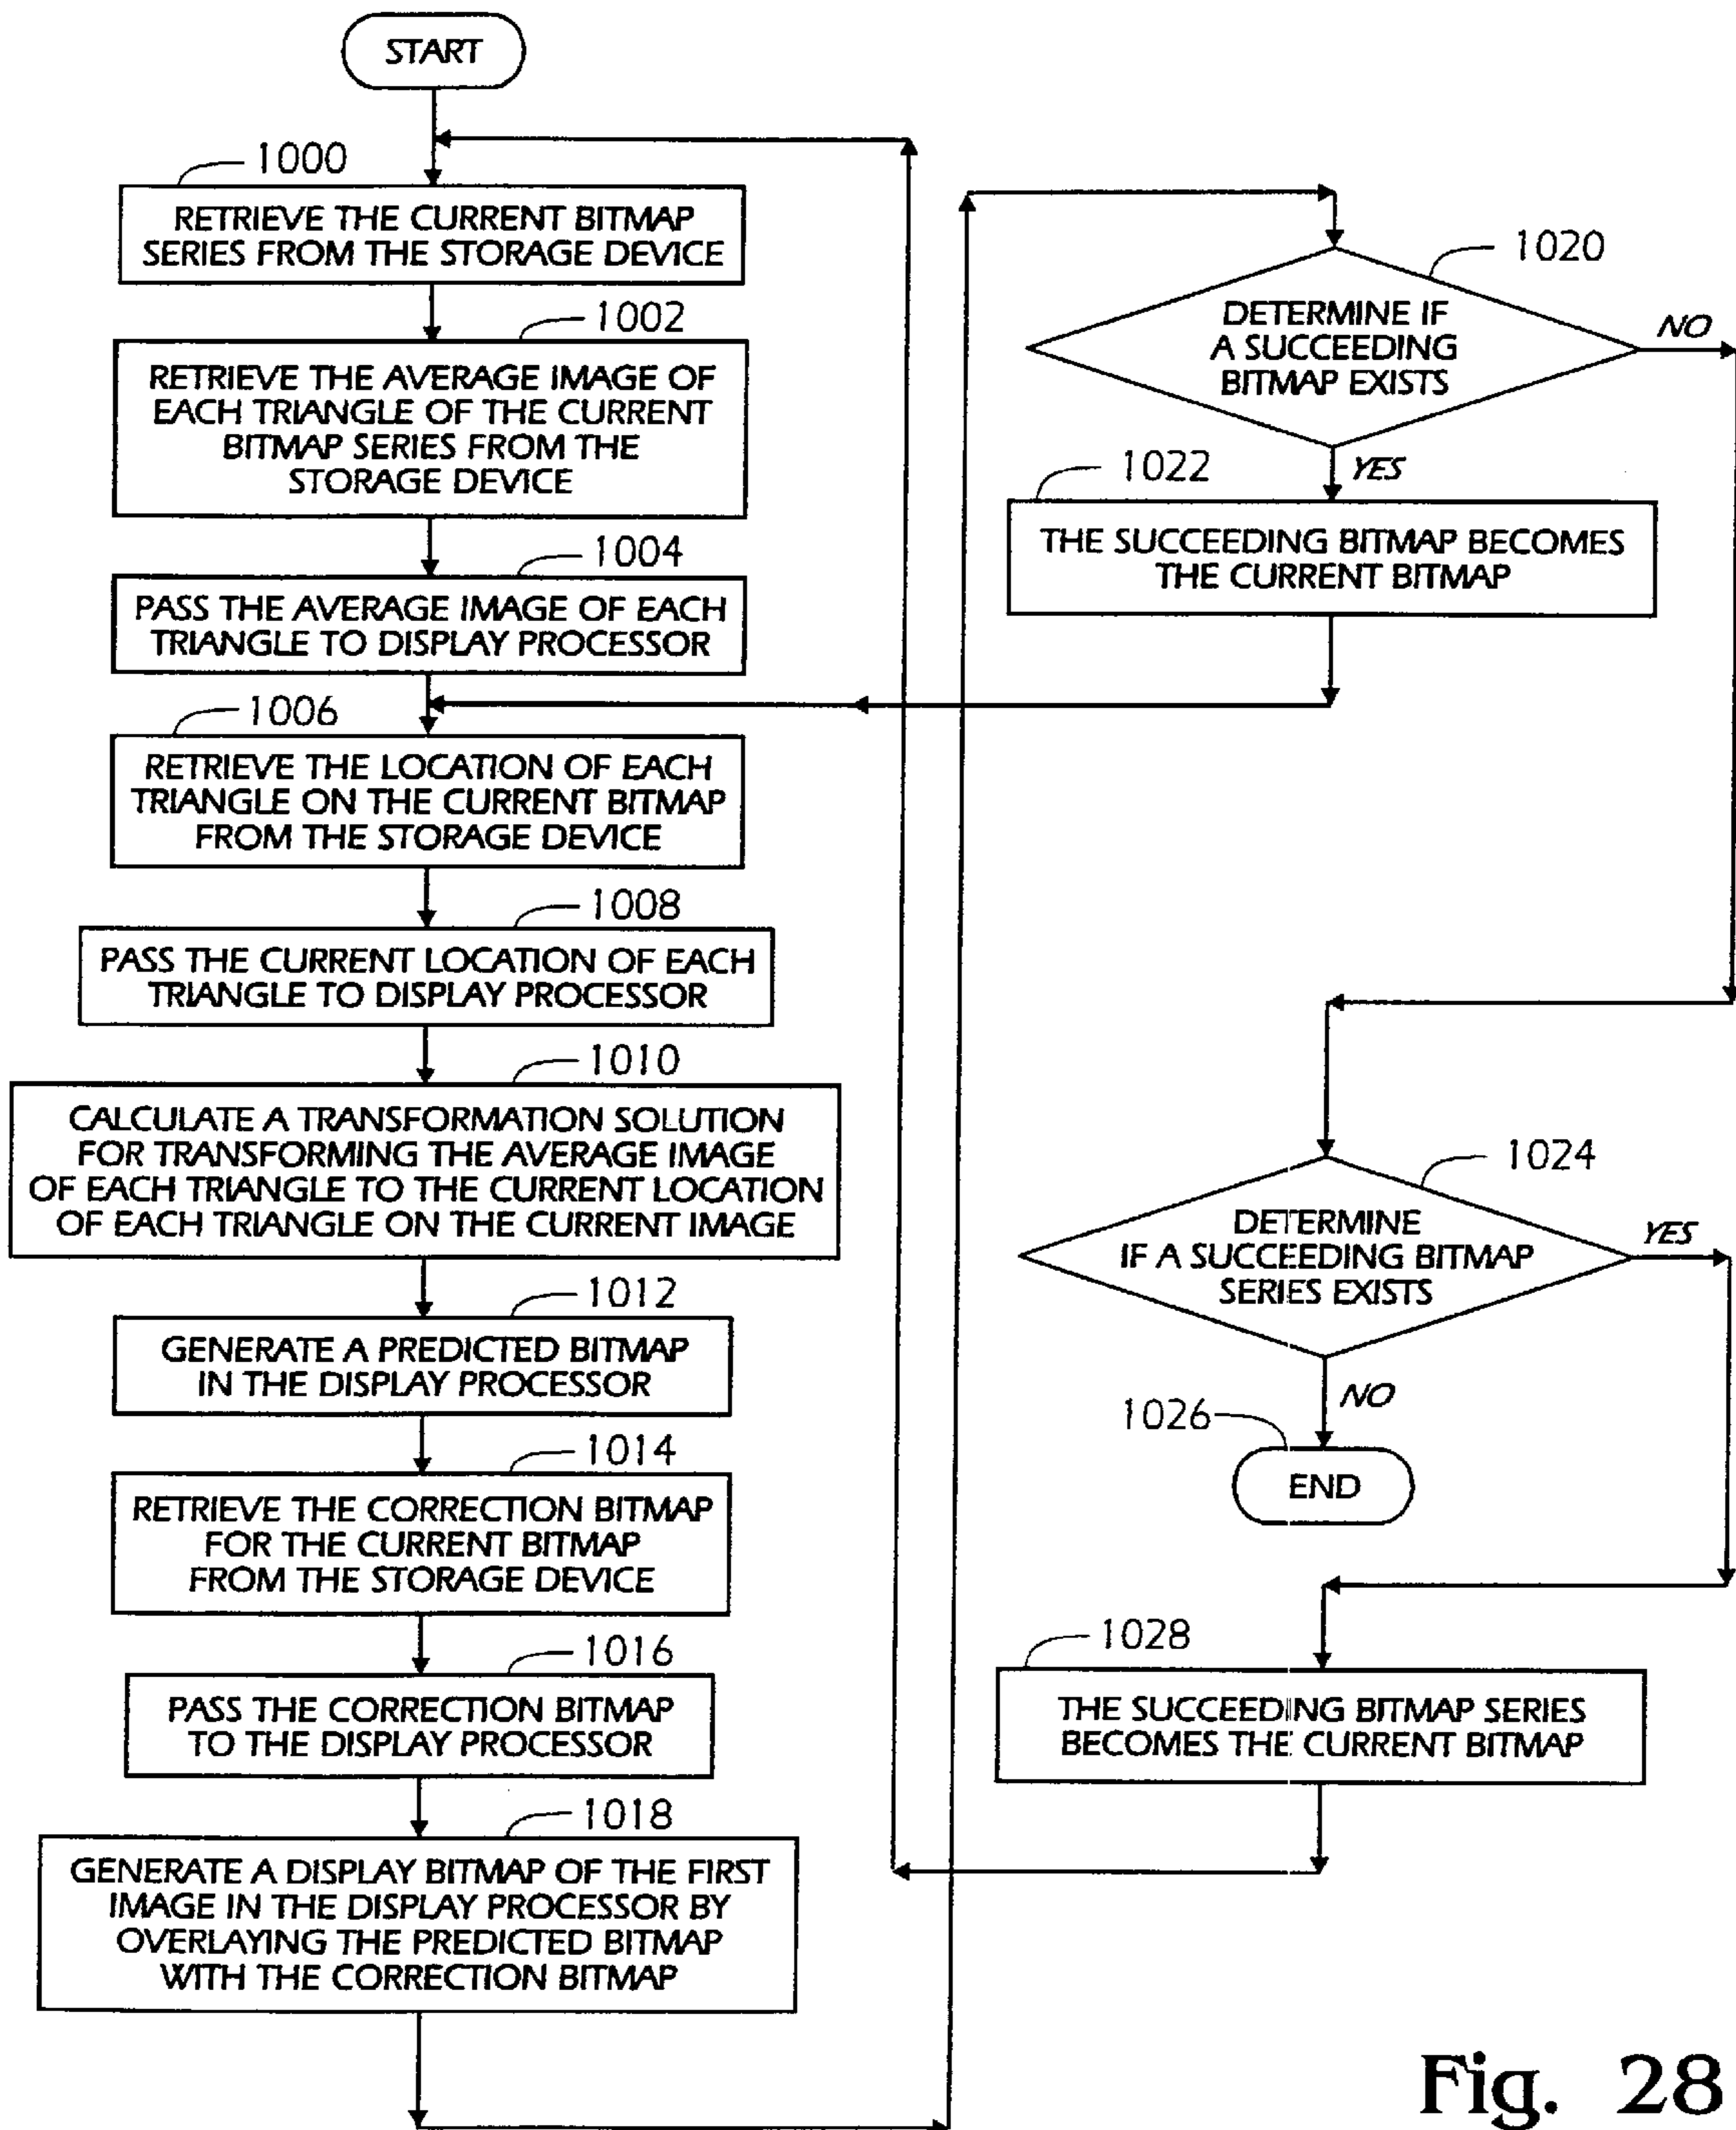 START
1000
RETRIEVE THE CURRENT BITMAP
SERIES FROM THE STORAGE DEVICE
1002
RETRIEVE THE AVERAGE IMAGE OF
EACH TRIANGLE OF THE CURRENT
BITMAP SERIES FROM THE
STORAGE DEVICE
1004
PASS THE AVERAGE IMAGE OF EACH
TRIANGLE TO DISPLAY PROCESSOR
1006
RETRIEVE THE LOCATION OF EACH
TRIANGLE ON THE CURRENT BITMAP
FROM THE STORAGE DEVICE
1008
PASS THE CURRENT LOCATION OF EACH
TRIANGLE TO DISPLAY PROCESSOR
1010
CALCULATE A TRANSFORMATION SOLUTION
FOR TRANSFORMING THE AVERAGE IMAGE
OF EACH TRIANGLE TO THE CURRENT LOCATION
OF EACH TRIANGLE ON THE CURRENT IMAGE
1012
GENERATE A PREDICTED BITMAP
IN THE DISPLAY PROCESSOR
1014
RETRIEVE THE CORRECTION BITMAP
FOR THE CURRENT BITMAP
FROM THE STORAGE DEVICE
1016
PASS THE CORRECTION BITMAP
TO THE DISPLAY PROCESSOR
1018
GENERATE A DISPLAY BITMAP OF THE FIRST
IMAGE IN THE DISPLAY PROCESSOR BY
OVERLAYING THE PREDICTED BITMAP
WITH THE CORRECTION BITMAP
1020
DETERMINE IF
A SUCCEEDING
BITMAP EXISTS
NO
YES
1022
THE SUCCEEDING BITMAP BECOMES
THE CURRENT BITMAP
1024
DETERMINE
IF A SUCCEEDING BITMAP
SERIES EXISTS
YES
NO
1026
END
1028
THE SUCCEEDING BITMAP SERIES
BECOMES THE CURRENT BITMAP
Fig. 28